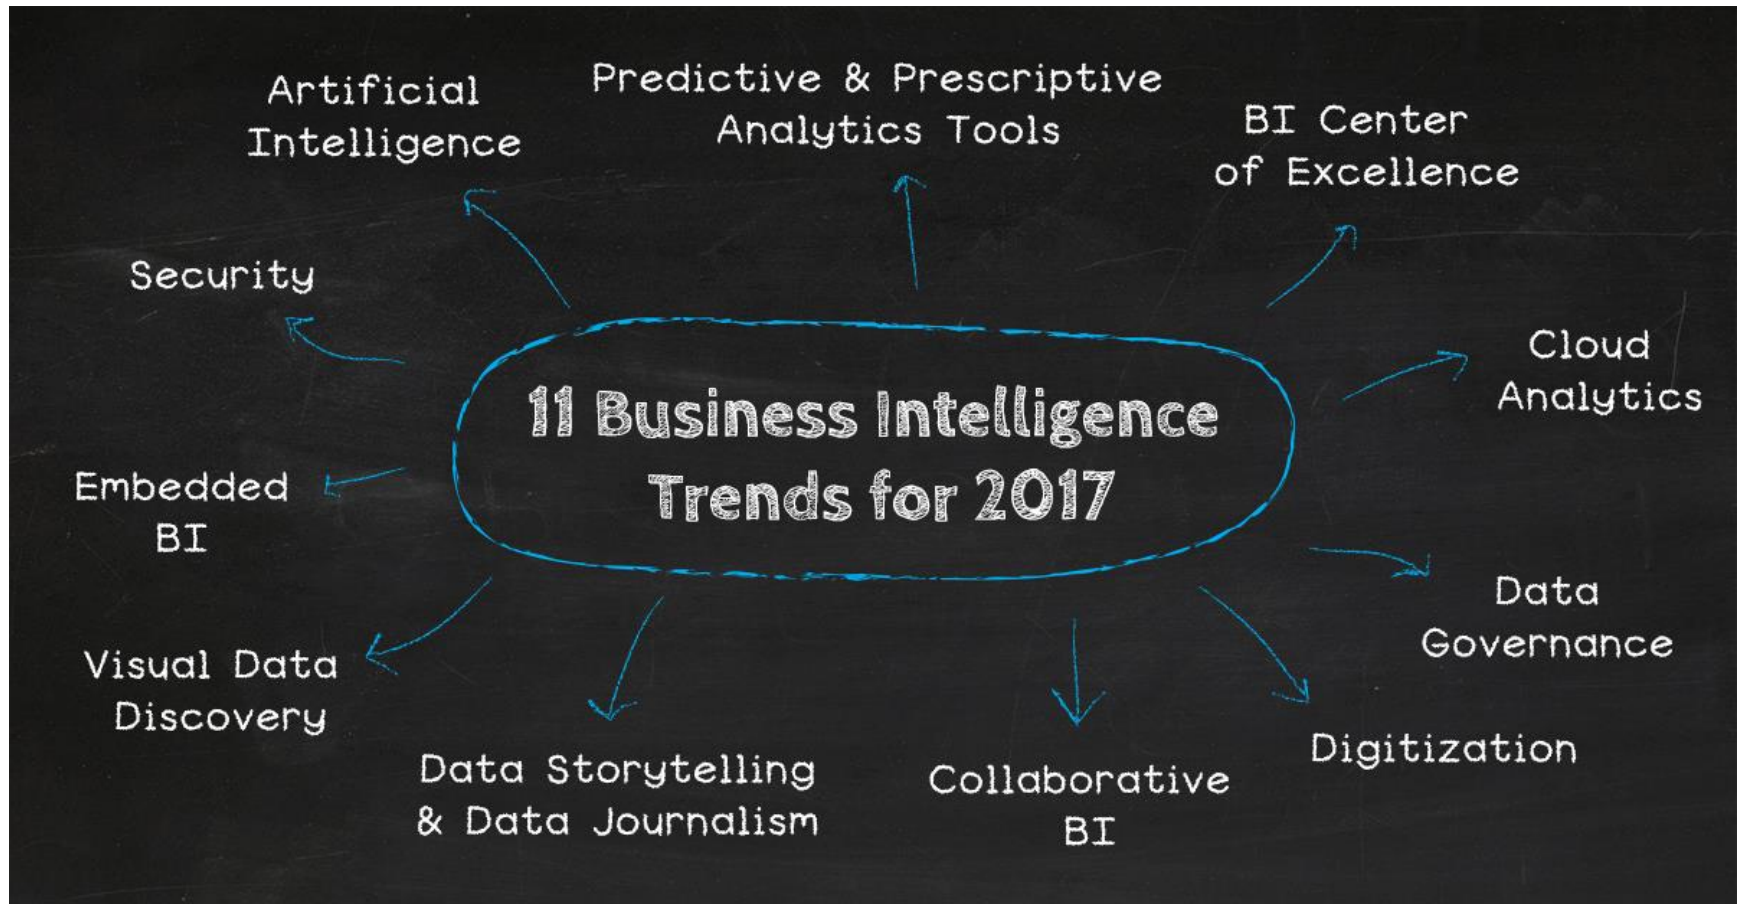 Artificial
Intelligence
Predictive & Prescriptive
Analytics Tools
BI Center
of Excellence
Security
Cloud
Analytics
11 Business Intelligence
Trends for 2017
Embedded
BI
Data
Governance
Visual Data
Discovery
Data Storytelling
& Data Journalism
Collaborative
BI
Digitization